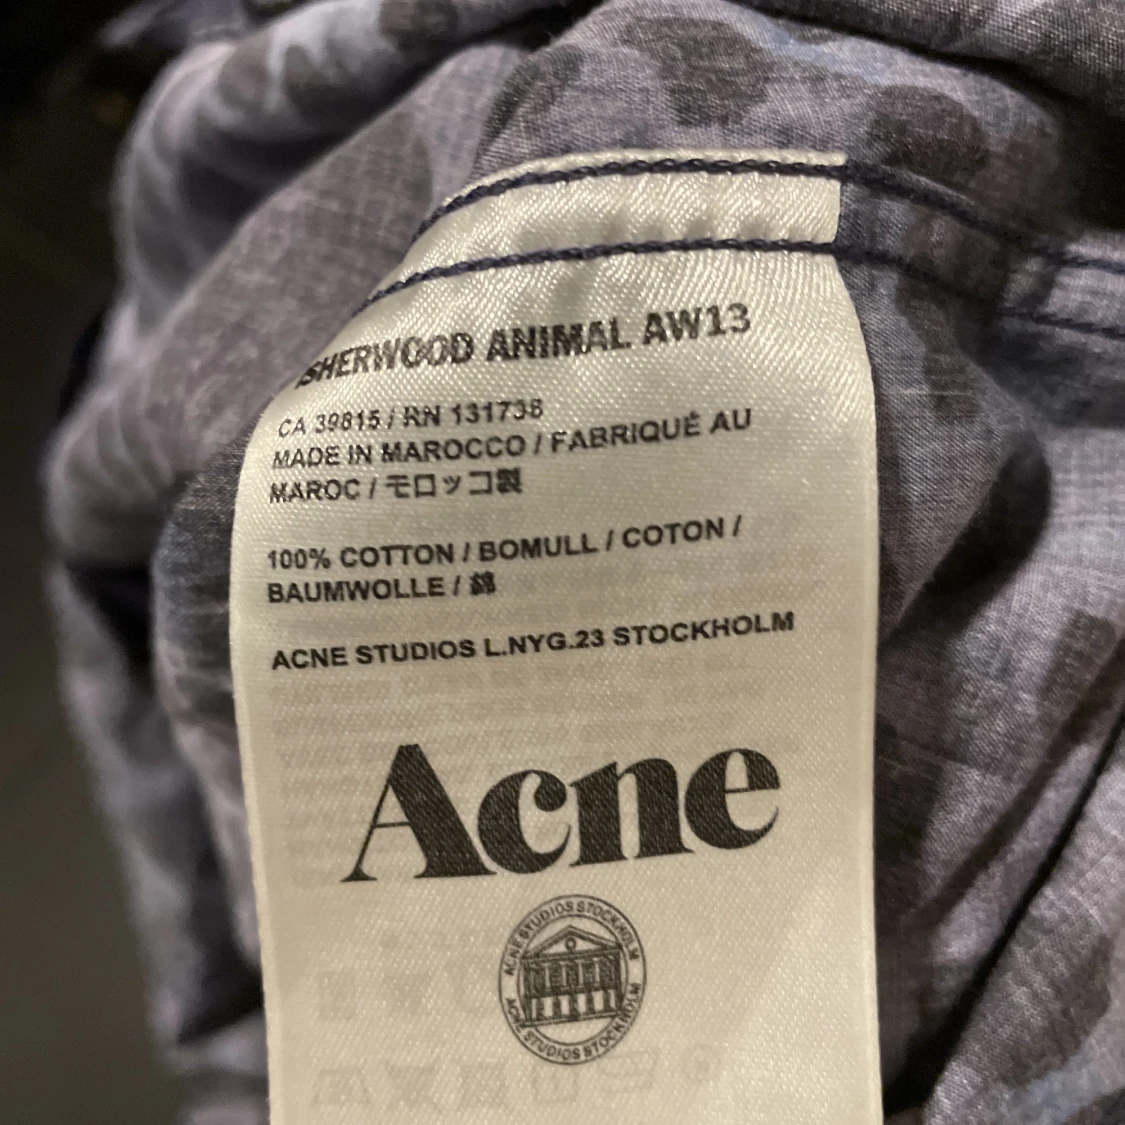 SHERWOOD ANIMAL AW13
CA 39815 / RN 131738
MADE IN MAROCCO / FABRIQUÉ AU
MAROC / モロッコ製
100% COTTON / BOMULL / COTON /
BAUMWOLLE / 綿
ACNE STUDIOS L.NYG.23 STOCKHOLM
Acne
ACNE STUDIOS STOCKHOLM
ACNE STUDIOS STOCKHOLM